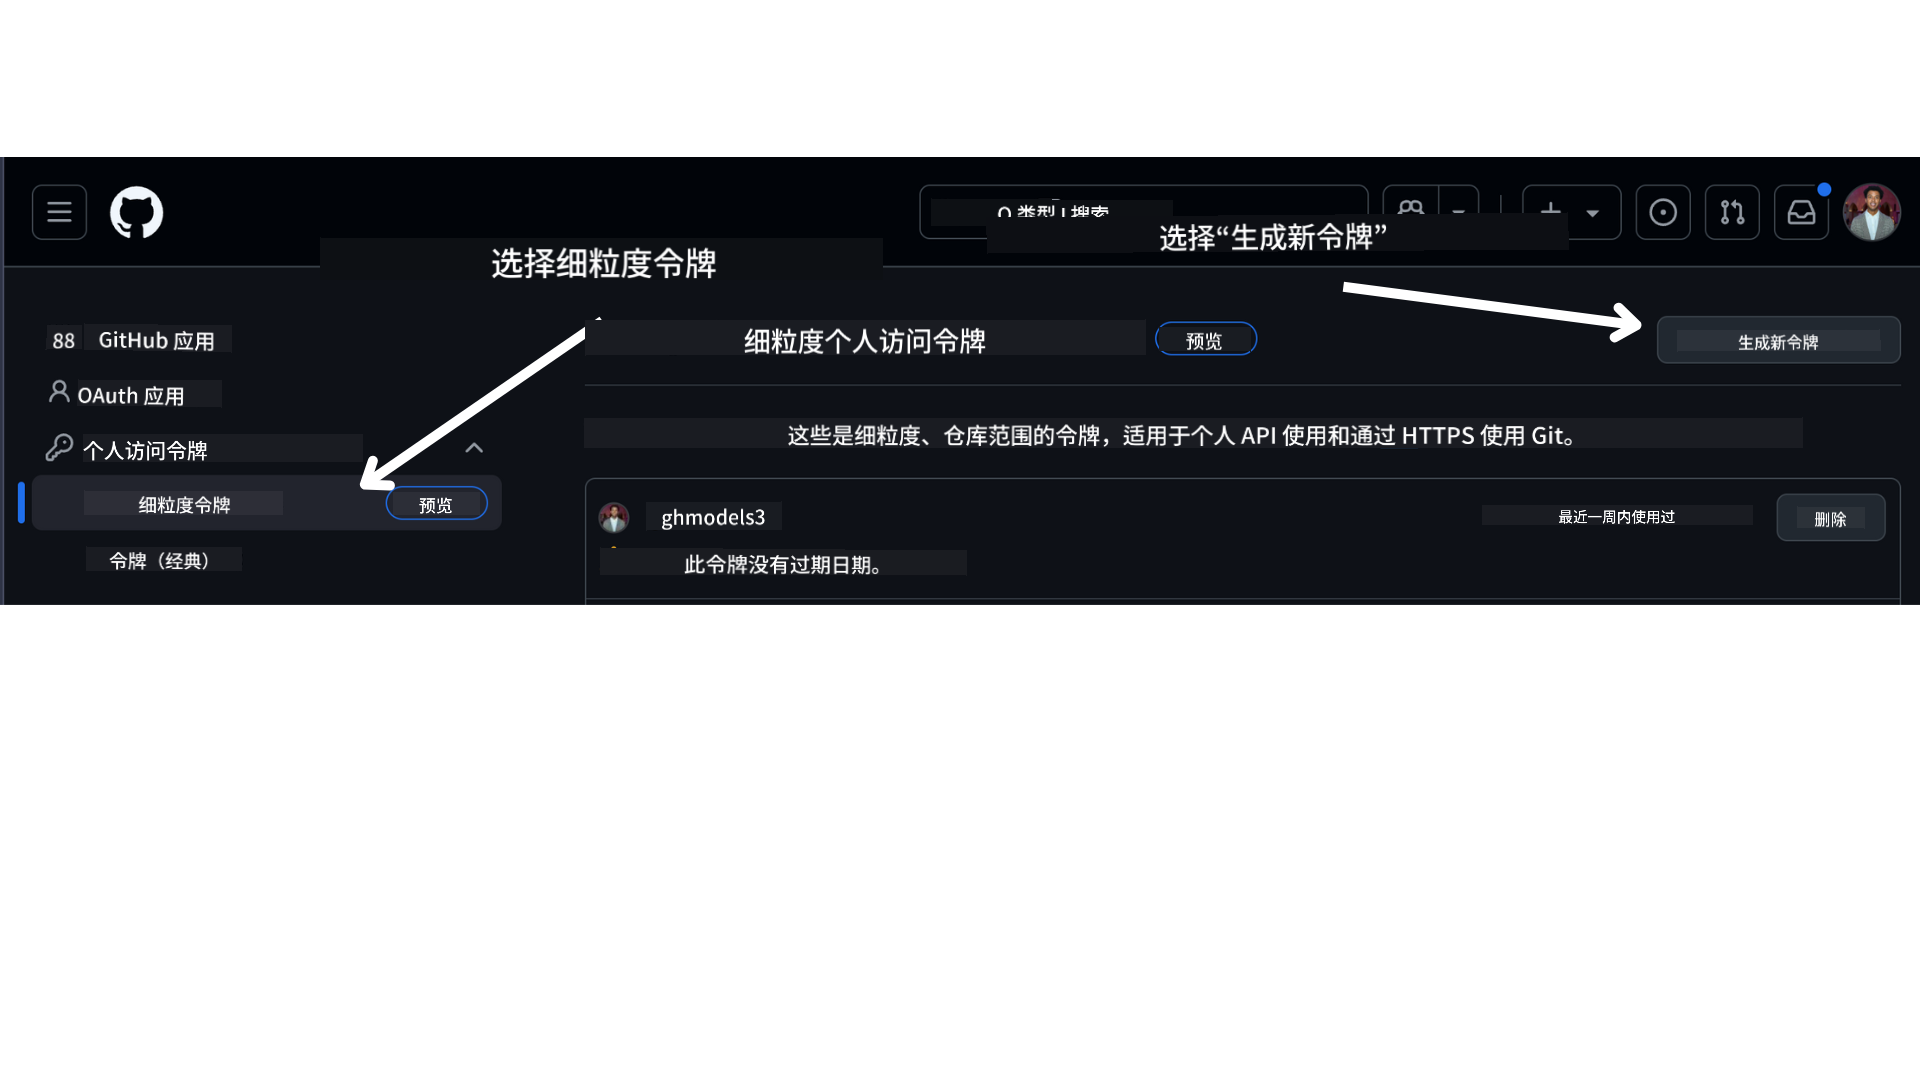 类型
搜索
选择“生成新令牌”
选择细粒度令牌
88 GitHub 应用
OAuth 应用
个人访问令牌
细粒度令牌
预览
令牌（经典）
细粒度个人访问令牌
预览
生成新令牌
这些是细粒度、仓库范围的令牌，适用于个人 API 使用和通过 HTTPS 使用 Git。
ghmodels3
最近一周内使用过
删除
此令牌没有过期日期。